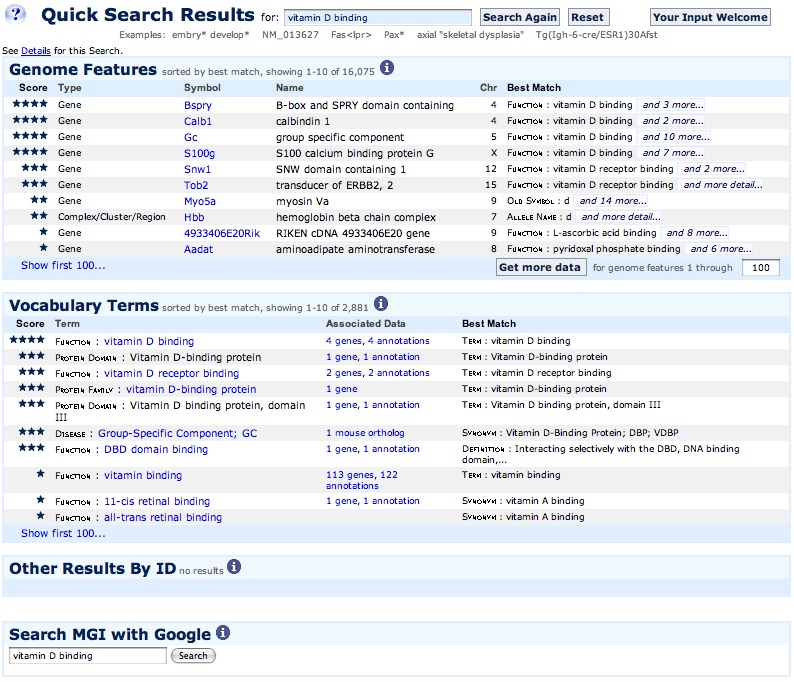 ? Quick Search Results for: vitamin D binding Search Again Reset Your Input Welcome
Examples: embry* develop* NM_013627 Fas<lpr> Pax* axial "skeletal dysplasia" Tg(Igh-6-cre/ESR1)30Afst
See Details for this Search.
Genome Features sorted by best match, showing 1-10 of 16,075 i
Score Type Symbol Name Chr Best Match
★★★★ Gene Bspry B-box and SPRY domain containing 4 Function : vitamin D binding and 3 more...
★★★★ Gene Calb1 calbindin 1 4 Function : vitamin D binding and 2 more...
★★★★ Gene Gc group specific component 5 Function : vitamin D binding and 10 more...
★★★★ Gene S100g S100 calcium binding protein G X Function : vitamin D binding and 7 more...
★★★ Gene Snw1 SNW domain containing 1 12 Function : vitamin D receptor binding and 2 more...
★★★ Gene Tob2 transducer of ERBB2, 2 15 Function : vitamin D receptor binding and more detail...
★★ Gene Myo5a myosin Va 9 Old Symbol : d and 14 more...
★★ Complex/Cluster/Region Hbb hemoglobin beta chain complex 7 Allele Name : d and more detail...
★ Gene 4933406E20Rik RIKEN cDNA 4933406E20 gene 9 Function : L-ascorbic acid binding and 8 more...
★ Gene Aadat aminoadipate aminotransferase 8 Function : pyridoxal phosphate binding and 6 more...
Show first 100... Get more data for genome features 1 through 100
Vocabulary Terms sorted by best match, showing 1-10 of 2,881 i
Score Term Associated Data Best Match
★★★★ Function : vitamin D binding 4 genes, 4 annotations Term : vitamin D binding
★★★ Protein Domain : Vitamin D-binding protein 1 gene, 1 annotation Term : Vitamin D-binding protein
★★★ Function : vitamin D receptor binding 2 genes, 2 annotations Term : vitamin D receptor binding
★★★ Protein Family : vitamin D-binding protein 1 gene Term : vitamin D-binding protein
★★★ Protein Domain : Vitamin D binding protein, domain 1 gene, 1 annotation Term : Vitamin D binding protein, domain III
III
★★★ Disease : Group-Specific Component; GC 1 mouse ortholog Synonym : Vitamin D-Binding Protein; DBP; VDBP
★★★ Function : DBD domain binding 1 gene, 1 annotation Definition : Interacting selectively with the DBD, DNA binding
domain,...
★ Function : vitamin binding 113 genes, 122 Term : vitamin binding
annotations
★ Function : 11-cis retinal binding 1 gene, 1 annotation Synonym : vitamin A binding
★ Function : all-trans retinal binding Synonym : vitamin A binding
Show first 100...
Other Results By ID no results i
Search MGI with Google i
vitamin D binding Search